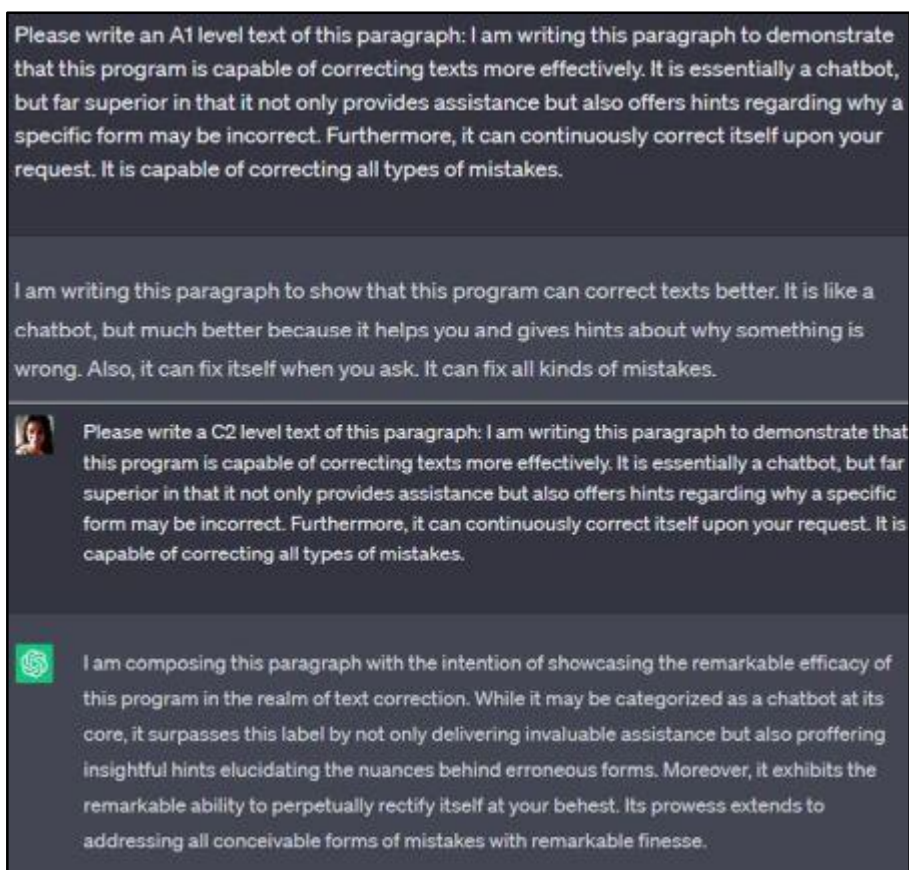 Please write an A1 level text of this paragraph: I am writing this paragraph to demonstrate
that this program is capable of correcting texts more effectively. It is essentially a chatbot,
but far superior in that it not only provides assistance but also offers hints regarding why a
specific form may be incorrect. Furthermore, it can continuously correct itself upon your
request. It is capable of correcting all types of mistakes.
I am writing this paragraph to show that this program can correct texts better. It is like a
chatbot, but much better because it helps you and gives hints about why something is
wrong. Also, it can fix itself when you ask. It can fix all kinds of mistakes.
Please write a C2 level text of this paragraph: I am writing this paragraph to demonstrate that
this program is capable of correcting texts more effectively. It is essentially a chatbot, but far
superior in that it not only provides assistance but also offers hints regarding why a specific
form may be incorrect. Furthermore, it can continuously correct itself upon your request. It is
capable of correcting all types of mistakes.
I am composing this paragraph with the intention of showcasing the remarkable efficacy of
this program in the realm of text correction. While it may be categorized as a chatbot at its
core, it surpasses this label by not only delivering invaluable assistance but also proffering
insightful hints elucidating the nuances behind erroneous forms. Moreover, it exhibits the
remarkable ability to perpetually rectify itself at your behest. Its prowess extends to
addressing all conceivable forms of mistakes with remarkable finesse.